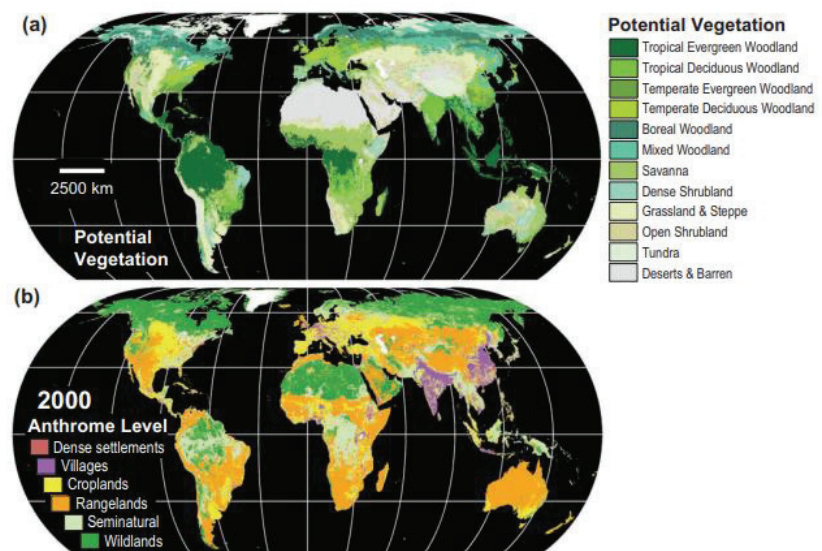 (a)
2500 km
Potential
Vegetation
Potential Vegetation
Tropical Evergreen Woodland
Tropical Deciduous Woodland
Temperate Evergreen Woodland
Temperate Deciduous Woodland
Boreal Woodland
Mixed Woodland
Savanna
Dense Shrubland
Grassland & Steppe
Open Shrubland
Tundra
Deserts & Barren
(b)
2000
Anthrome Level
Dense settlements
Villages
Croplands
Rangelands
Seminatural
Wildlands